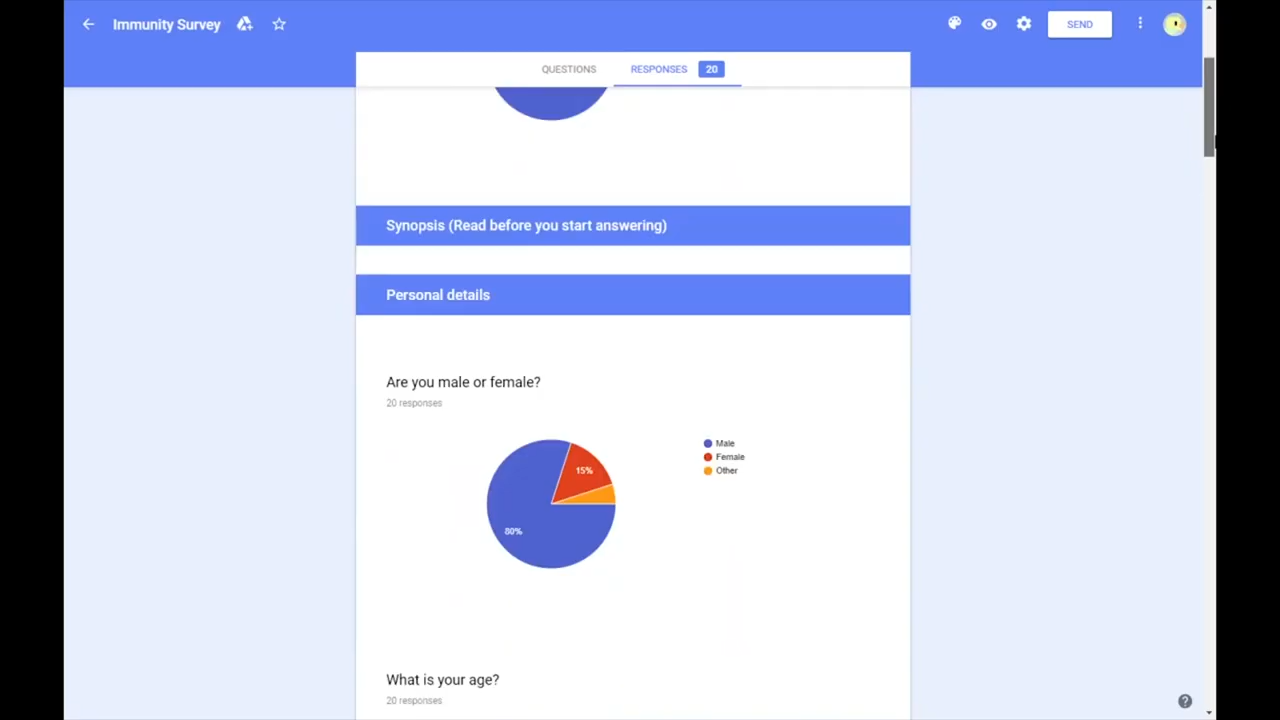 Immunity Survey
SEND
QUESTIONS
RESPONSES 20
Synopsis (Read before you start answering)
Personal details
Are you male or female?
20 responses
Male
Female
Other
15%
80%
What is your age?
20 responses